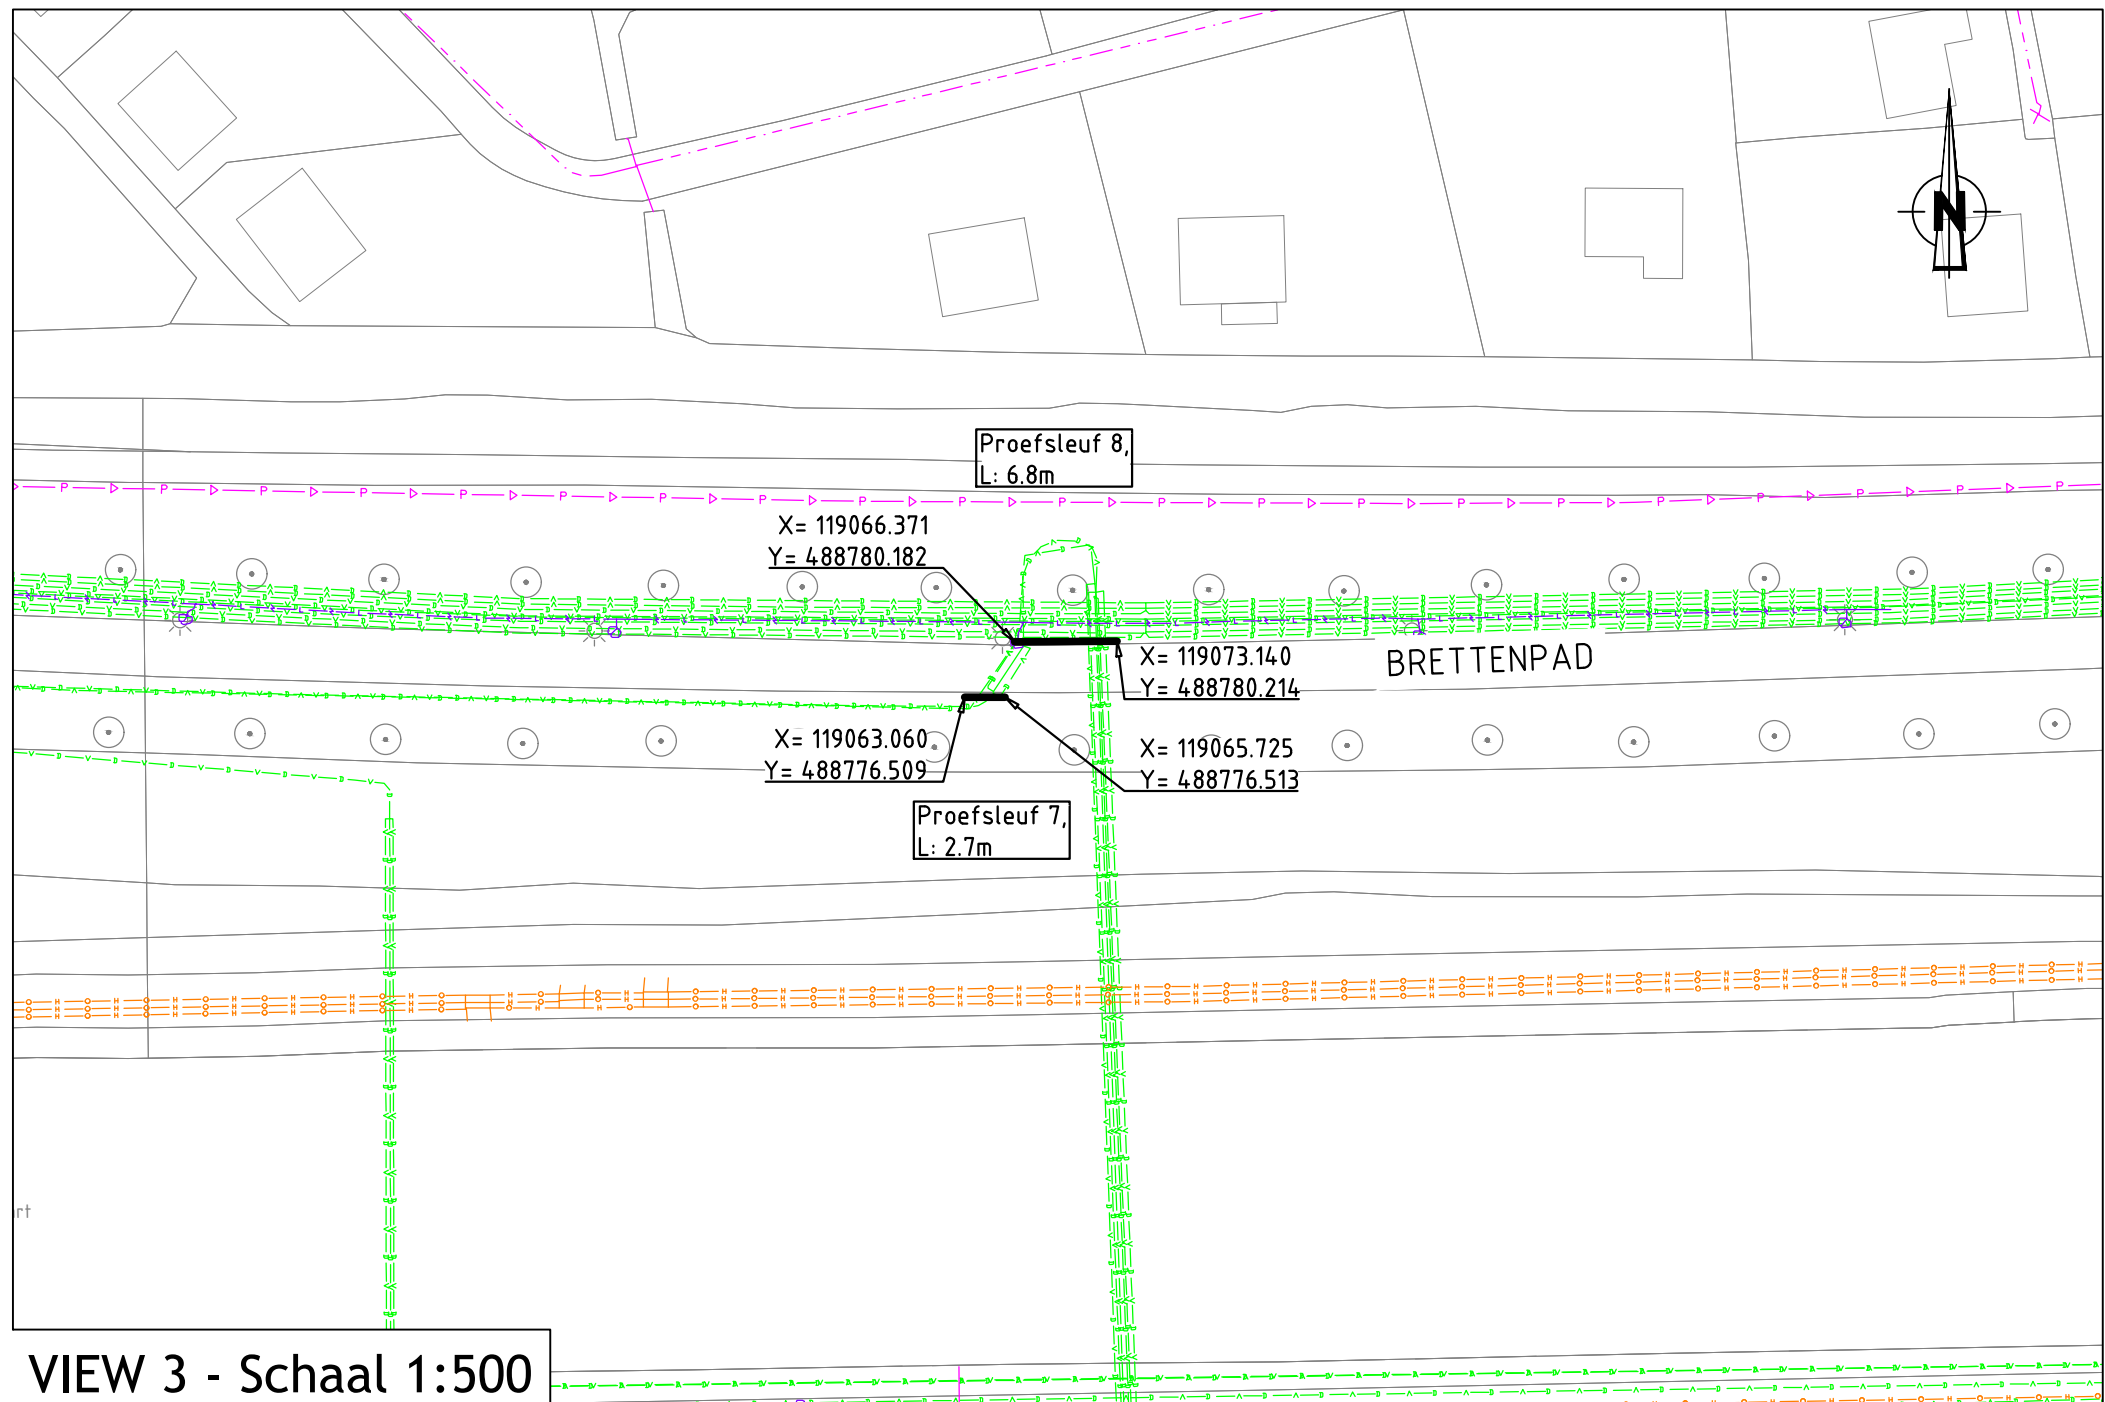 N
Proefsleuf 8,
L: 6.8m
X= 119066.371
Y= 488780.182
X= 119073.140
Y= 488780.214
BRETTENPAD
X= 119063.060
Y= 488776.509
X= 119065.725
Y= 488776.513
Proefsleuf 7,
L: 2.7m
rt
VIEW 3 - Schaal 1:500